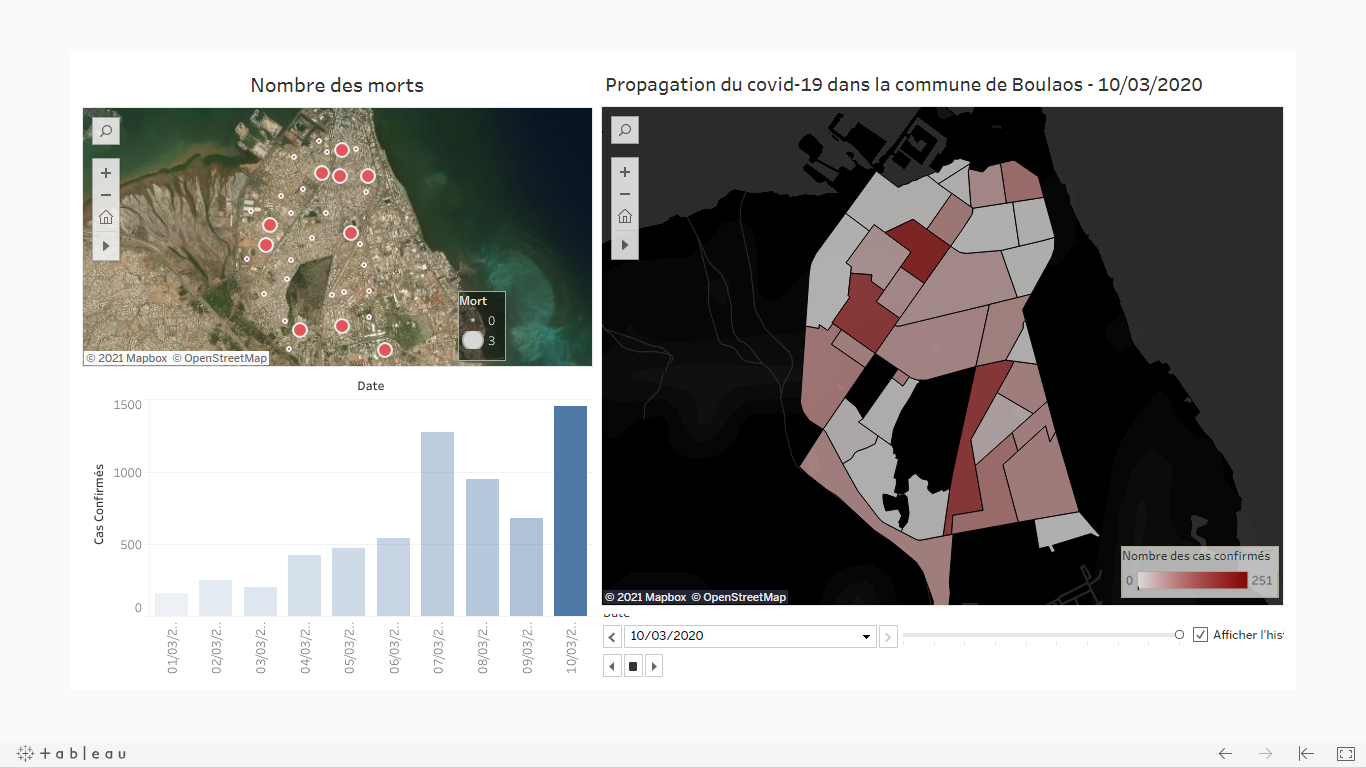 Nombre des morts
Propagation du covid-19 dans la commune de Boulaos - 10/03/2020
Mort
0
3
© 2021 Mapbox © OpenStreetMap
Date
1500
1000
500
0
Cas Confirmés
01/03/2..
02/03/2..
03/03/2..
04/03/2..
05/03/2..
06/03/2..
07/03/2..
08/03/2..
09/03/2..
10/03/2..
Nombre des cas confirmés
0
251
© 2021 Mapbox © OpenStreetMap
Date
10/03/2020
Afficher l'his
+ a b l e a u